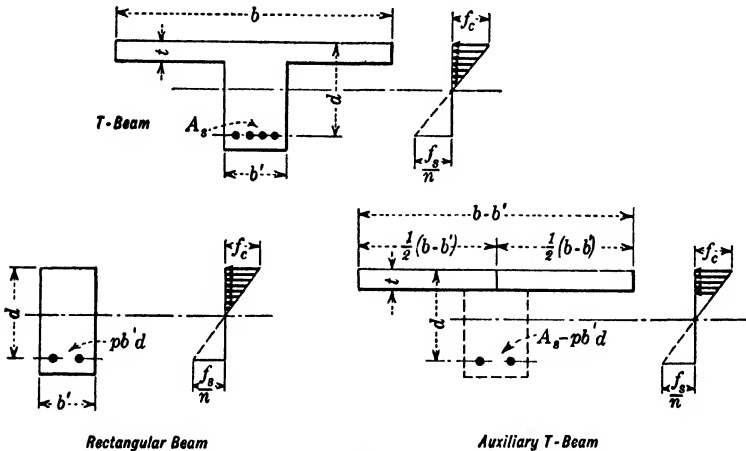 b
t
d
f_c
T-Beam
A_s
f_s/n
b'
b-b'
1/2(b-b')
1/2(b-b')
f_c
f_c
d
t
d
pb'd
A_s-pb'd
f_s/n
f_s/n
b'
Rectangular Beam
Auxiliary T-Beam